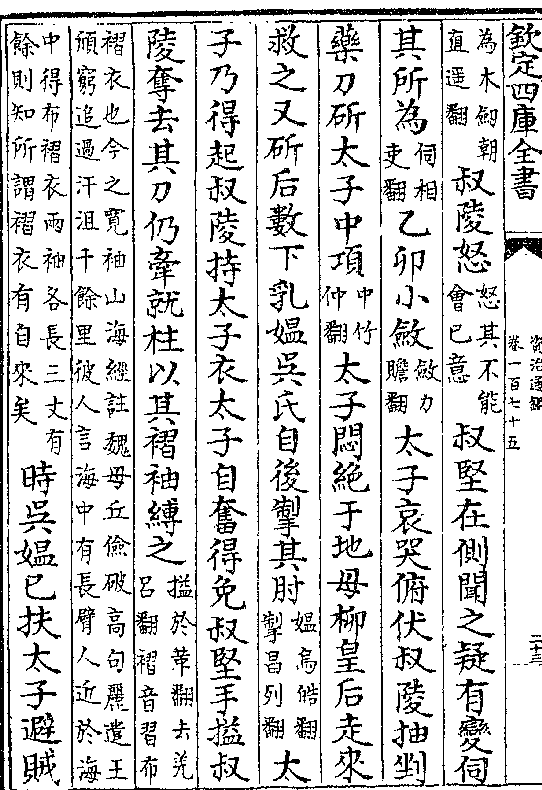 欽定四庫全書
資治通鑑
卷一百七十五
二十三
為木劒朝
直遥翻
叔陵怒
怒其不能
㑹已意
叔堅在側聞之疑有變伺
其所為
伺相
吏翻
乙卯小斂
斂力
贍翻
太子哀哭俯伏叔陵抽剉
藥刀斫太子中項
中竹
仲翻
太子悶絶于地母柳皇后走來
救之又斫后數下乳媪吳氏自後掣其肘
媪烏皓翻
掣昌列翻
太
子乃得起叔陵持太子衣太子自奮得免叔堅手搤叔
陵奪去其刀仍牽就柱以其褶袖縛之
搤於革翻去羌
呂翻褶音習布
褶衣也今之寛袖山海經註魏毋丘儉破高句麗遣王
頎窮追過汗沮千餘里彼人言海中有長臂人近於海
中得布褶衣兩袖各長三丈有
餘則知所謂褶衣有自來矣
時吳媪已扶太子避賊